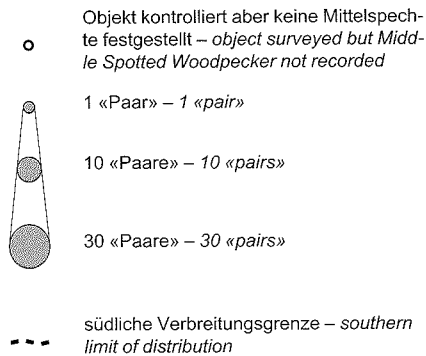 Objekt kontrolliert aber keine Mittelspech-
te festgestellt – object surveyed but Midd-
le Spotted Woodpecker not recorded
1 «Paar» – 1 «pair»
10 «Paare» – 10 «pairs»
30 «Paare» – 30 «pairs»
südliche Verbreitungsgrenze – southern
limit of distribution